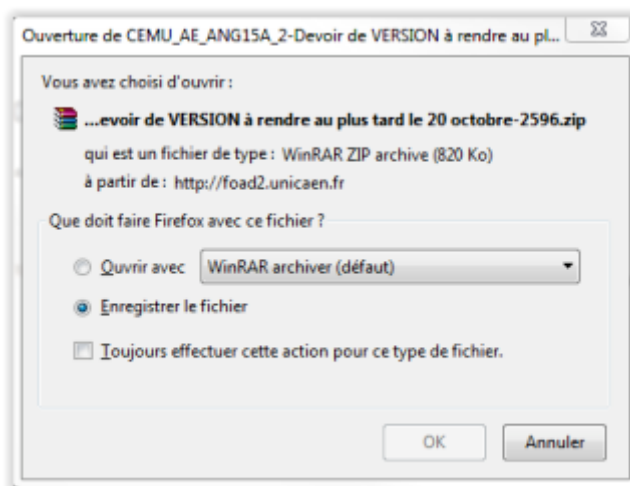 Ouverture de CEMU_AE_ANG15A_2-Devoir de VERSION à rendre au pl...
Vous avez choisi d'ouvrir :
...evoir de VERSION à rendre au plus tard le 20 octobre-2596.zip
qui est un fichier de type : WinRAR ZIP archive (820 Ko)
à partir de : http://foad2.unicaen.fr
Que doit faire Firefox avec ce fichier ?
Ouvrir avec WinRAR archiver (défaut)
Enregistrer le fichier
Toujours effectuer cette action pour ce type de fichier.
OK Annuler